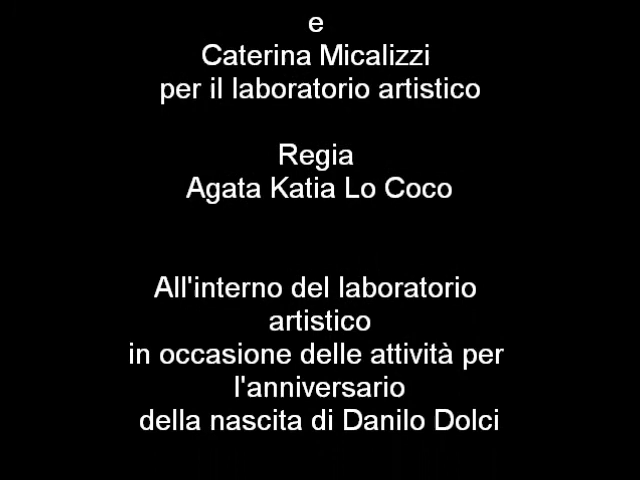 e
Caterina Micalizzi
per il laboratorio artistico
Regia
Agata Katia Lo Coco
All'interno del laboratorio
artistico
in occasione delle attività per
l'anniversario
della nascita di Danilo Dolci